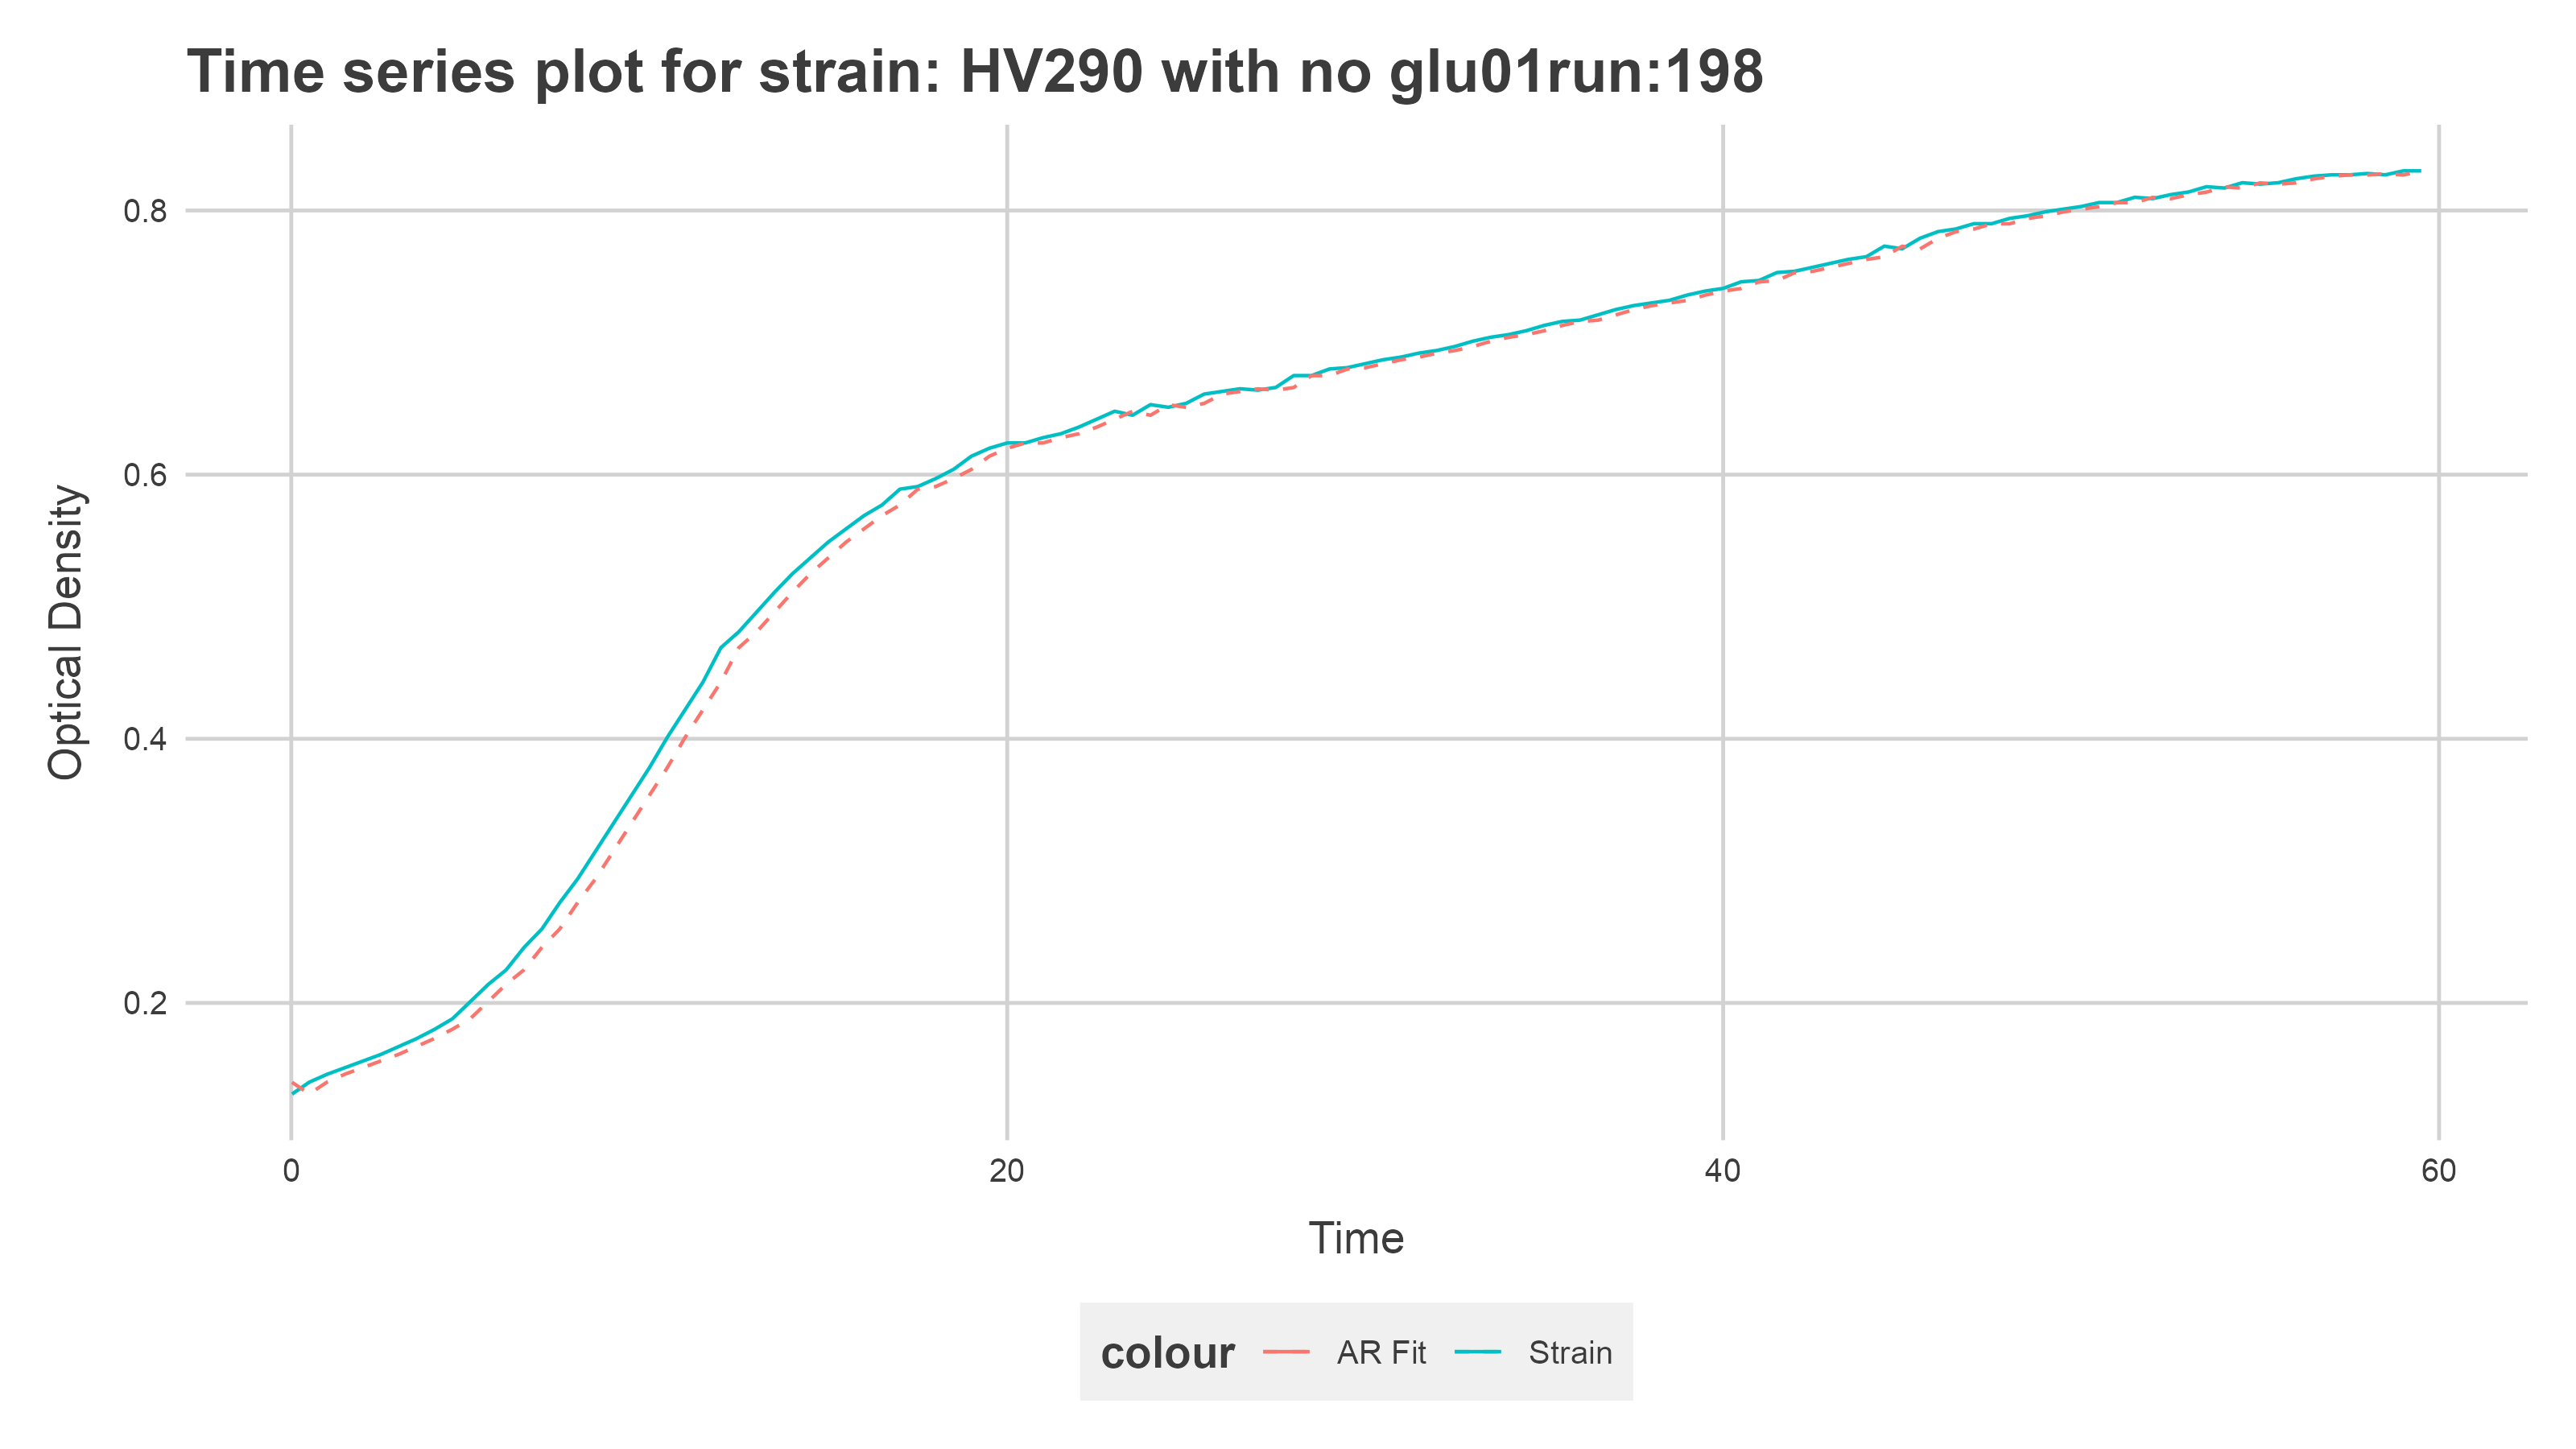 Time series plot for strain: HV290 with no glu01run:198
Optical Density
0.8
0.6
0.4
0.2
0 20 40 60
Time
colour AR Fit Strain